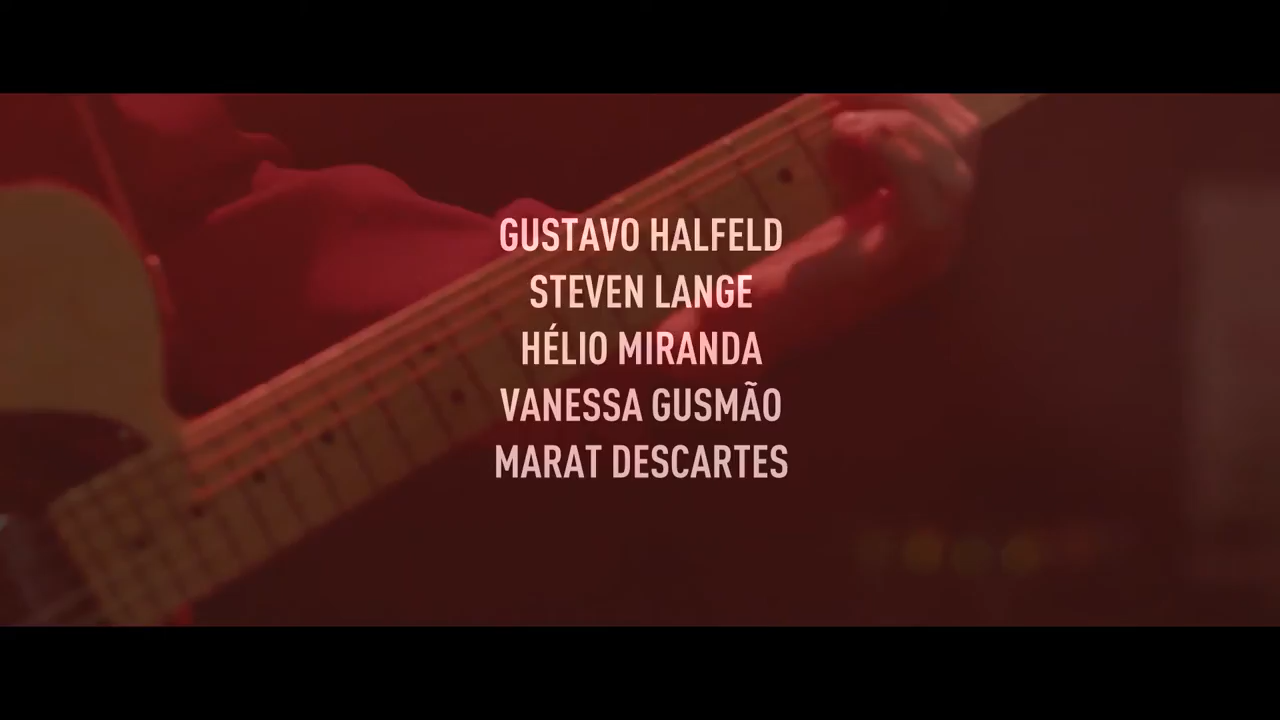 GUSTAVO HALFELD
STEVEN LANGE
HÉLIO MIRANDA
VANESSA GUSMÃO
MARAT DESCARTES